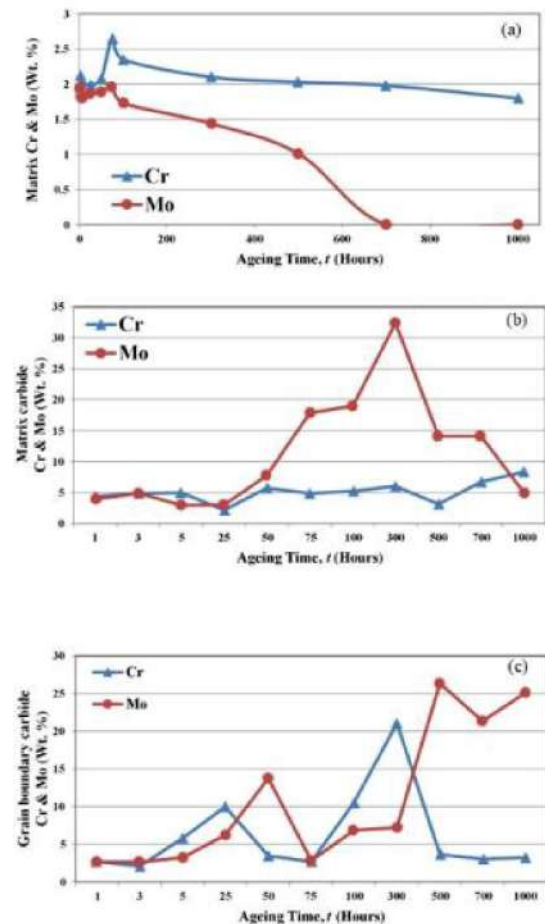 (a)
Matrix Cr & Mo (Wt. %)
3
2.5
2
1.5
1
0.5
0
Cr
Mo
0 200 400 600 800 1000
Ageing Time, t (Hours)
(b)
Matrix carbide
Cr & Mo (Wt. %)
35
30
25
20
15
10
5
0
Cr
Mo
1 3 5 25 50 75 100 300 500 700 1000
Ageing Time, t (Hours)
(c)
Grain boundary carbide
Cr & Mo (Wt. %)
30
25
20
15
10
5
0
Cr
Mo
1 3 5 25 50 75 100 300 500 700 1000
Ageing Time, t (Hours)